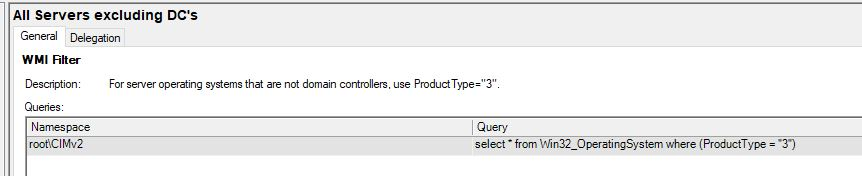 All Servers excluding DC's
General Delegation
WMI Filter
Description: For server operating systems that are not domain controllers, use ProductType="3".
Queries:
Namespace Query
root\CIMv2 select * from Win32_OperatingSystem where (ProductType = "3")